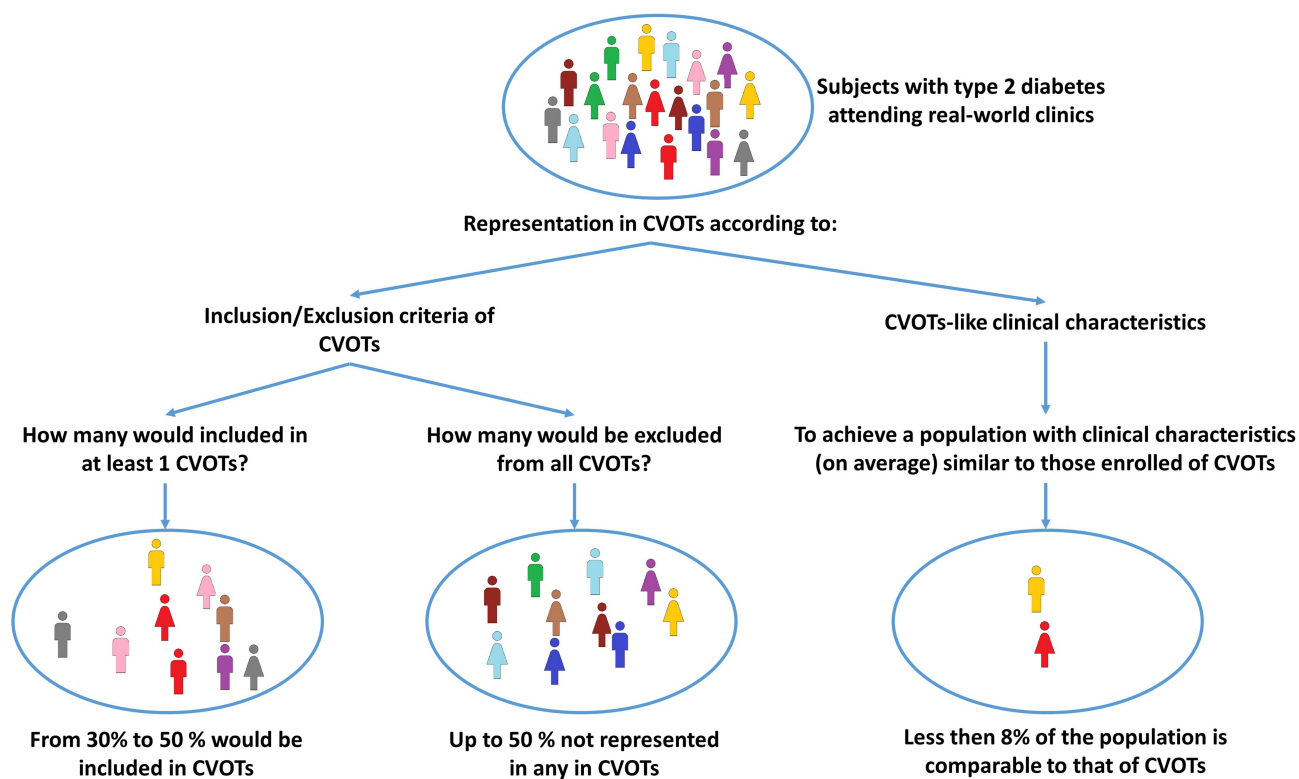 Subjects with type 2 diabetes
attending real-world clinics
Representation in CVOTs according to:
Inclusion/Exclusion criteria of
CVOTs
CVOTs-like clinical characteristics
How many would included in
at least 1 CVOTs?
How many would be excluded
from all CVOTs?
To achieve a population with clinical characteristics
(on average) similar to those enrolled of CVOTs
From 30% to 50 % would be
included in CVOTs
Up to 50 % not represented
in any in CVOTs
Less then 8% of the population is
comparable to that of CVOTs